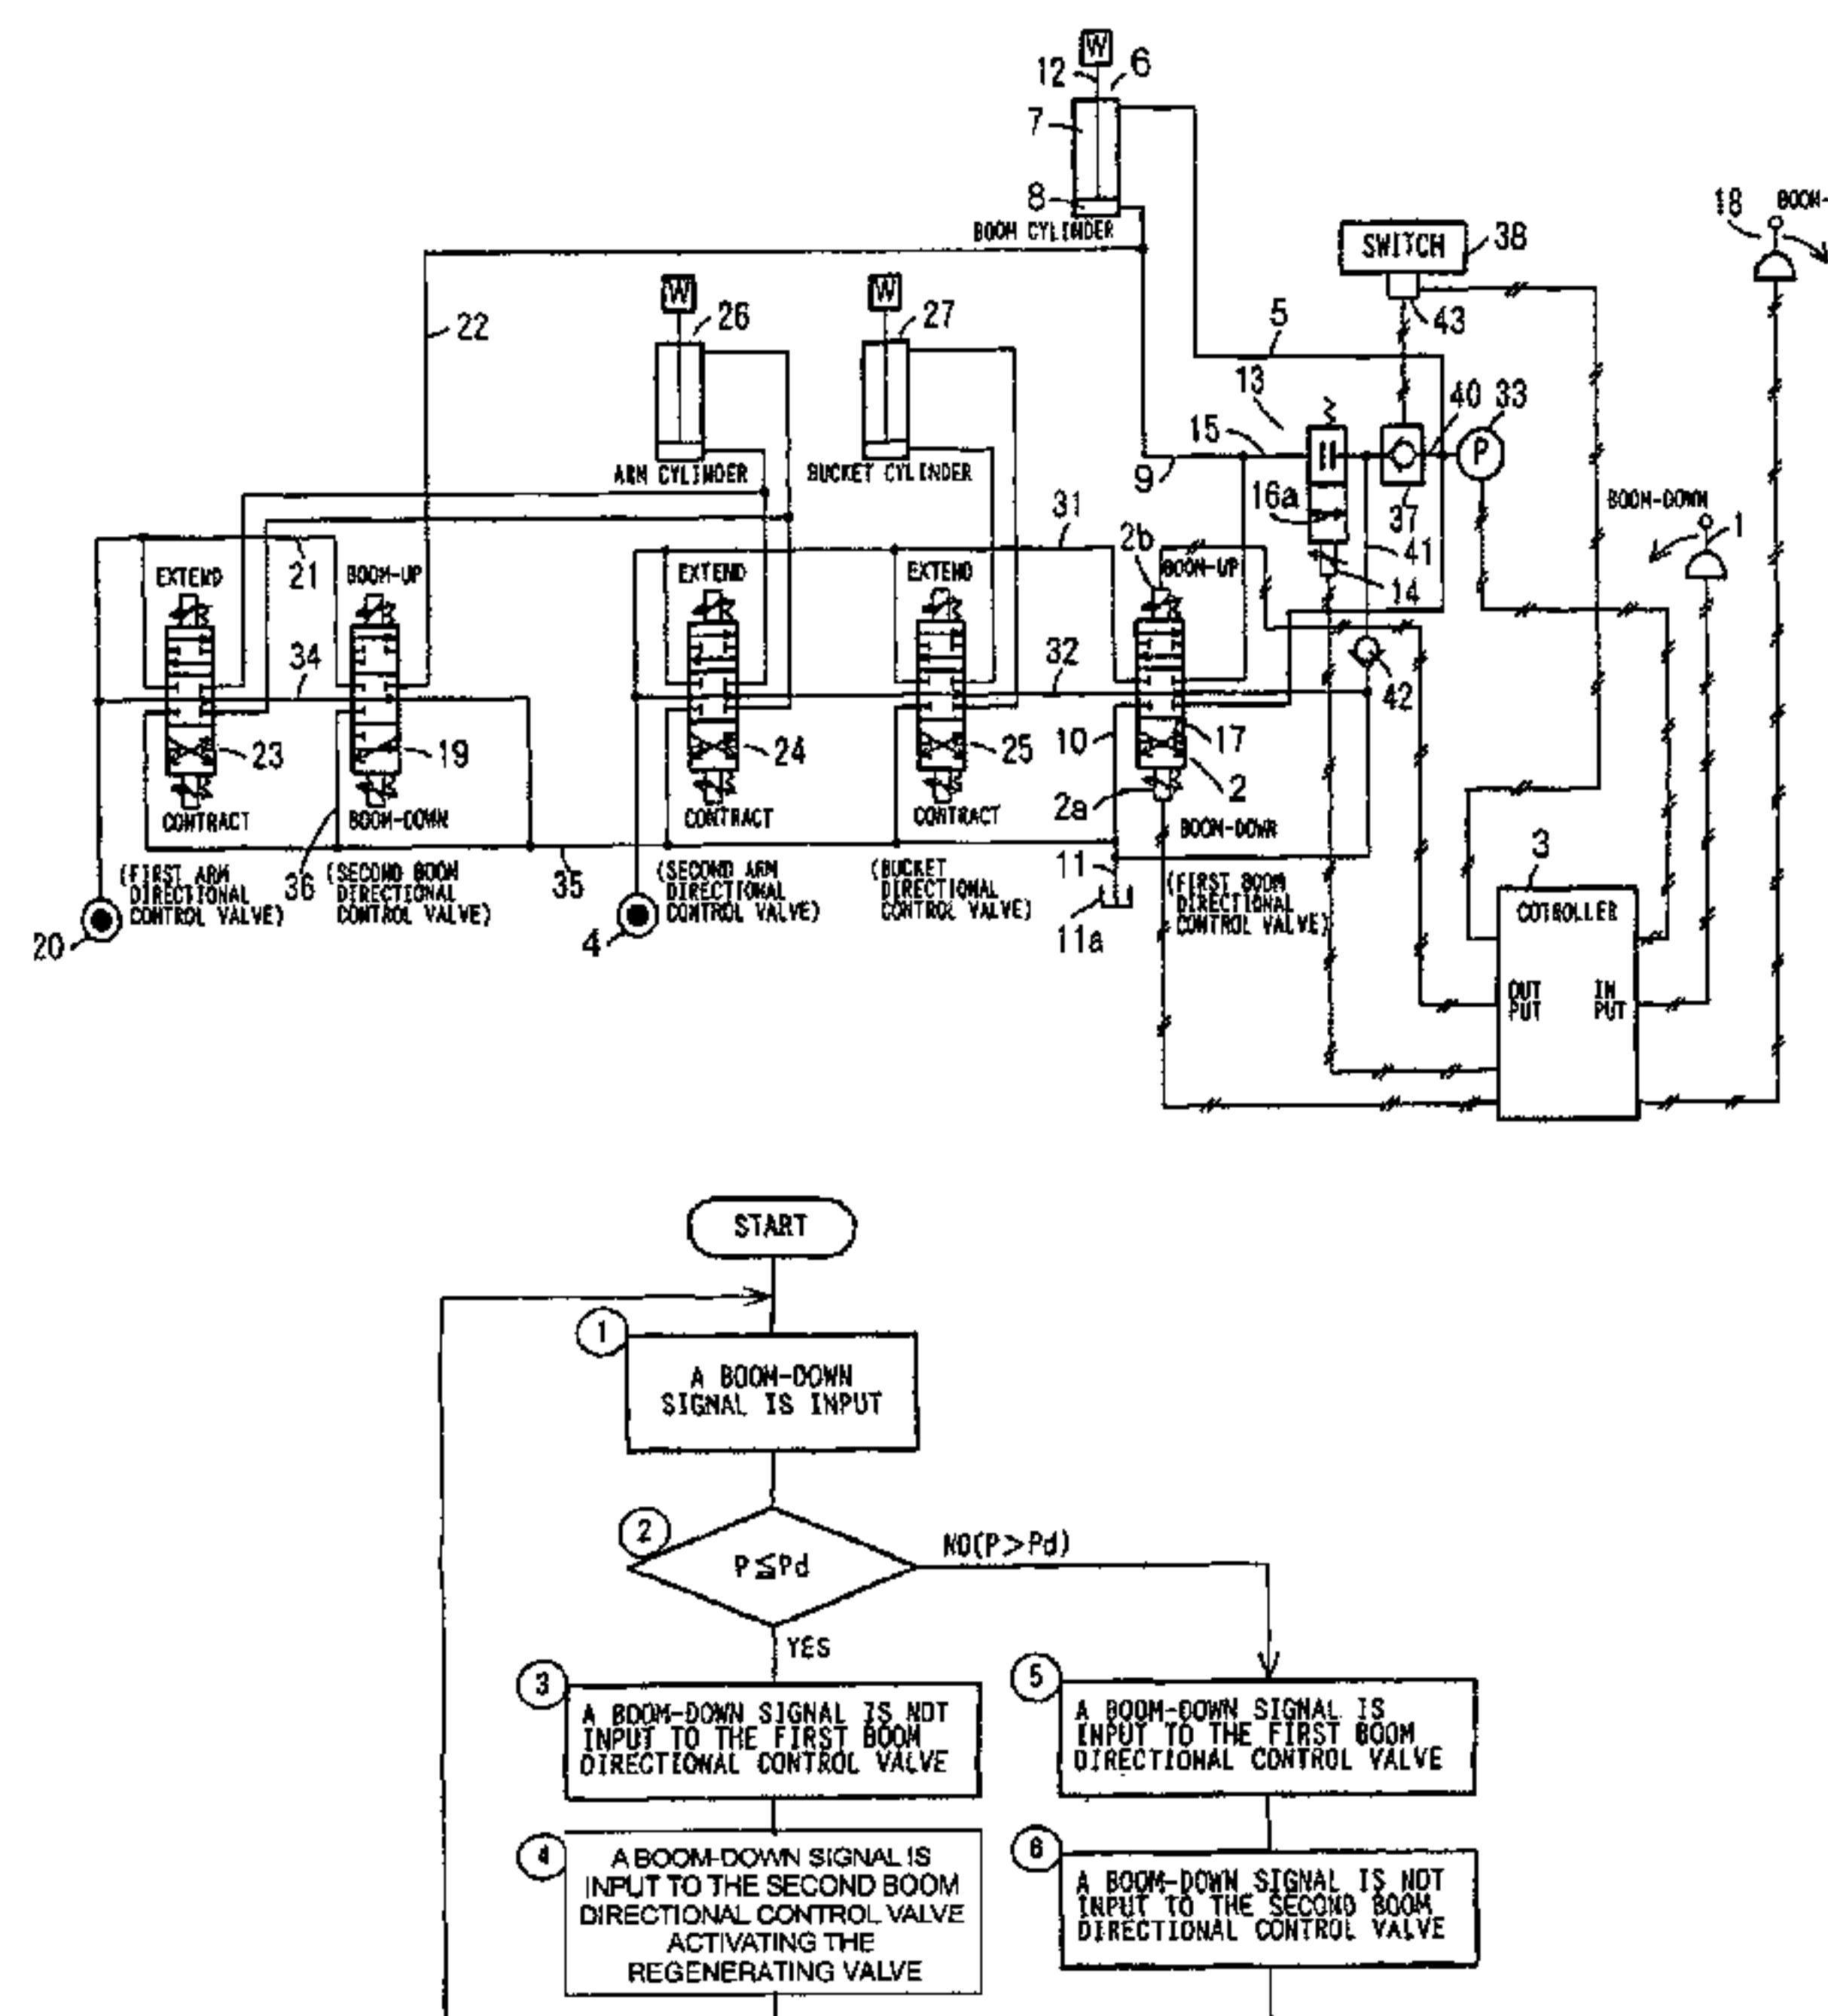 W
12
6
7
8
BOOM CYLINDER
18
BOOM-
SWITCH
38
43
W
26
W
27
22
5
13
40
33
15
P
9
ARM CYLINDER
BUCKET CYLINDER
16a
37
BOOM-DOWN
1
31
2b
41
21
EXTEND
BOOM-UP
EXTEND
EXTEND
BOOM-UP
14
34
32
42
23
19
24
25
10
17
2
2a
CONTRACT
BOOM-DOWN
CONTRACT
CONTRACT
BOOM-DOWN
3
36
35
11
11a
(FIRST ARM
DIRECTIONAL
CONTROL VALVE)
(SECOND BOOM
DIRECTIONAL
CONTROL VALVE)
(SECOND ARM
DIRECTIONAL
CONTROL VALVE)
(BUCKET
DIRECTIONAL
CONTROL VALVE)
(FIRST BOOM
DIRECTIONAL
CONTROL VALVE)
20
4
COTROLLER
OUT
PUT
IN
PUT
START
1
A BOOM-DOWN
SIGNAL IS INPUT
2
P≦Pd
NO(P>Pd)
YES
3
A BOOM-DOWN SIGNAL IS NOT
INPUT TO THE FIRST BOOM
DIRECTIONAL CONTROL VALVE
5
A BOOM-DOWN SIGNAL IS
INPUT TO THE FIRST BOOM
DIRECTIONAL CONTROL VALVE
4
A BOOM-DOWN SIGNAL IS
INPUT TO THE SECOND BOOM
DIRECTIONAL CONTROL VALVE
ACTIVATING THE
REGENERATING VALVE
6
A BOOM-DOWN SIGNAL IS NOT
INPUT TO THE SECOND BOOM
DIRECTIONAL CONTROL VALVE